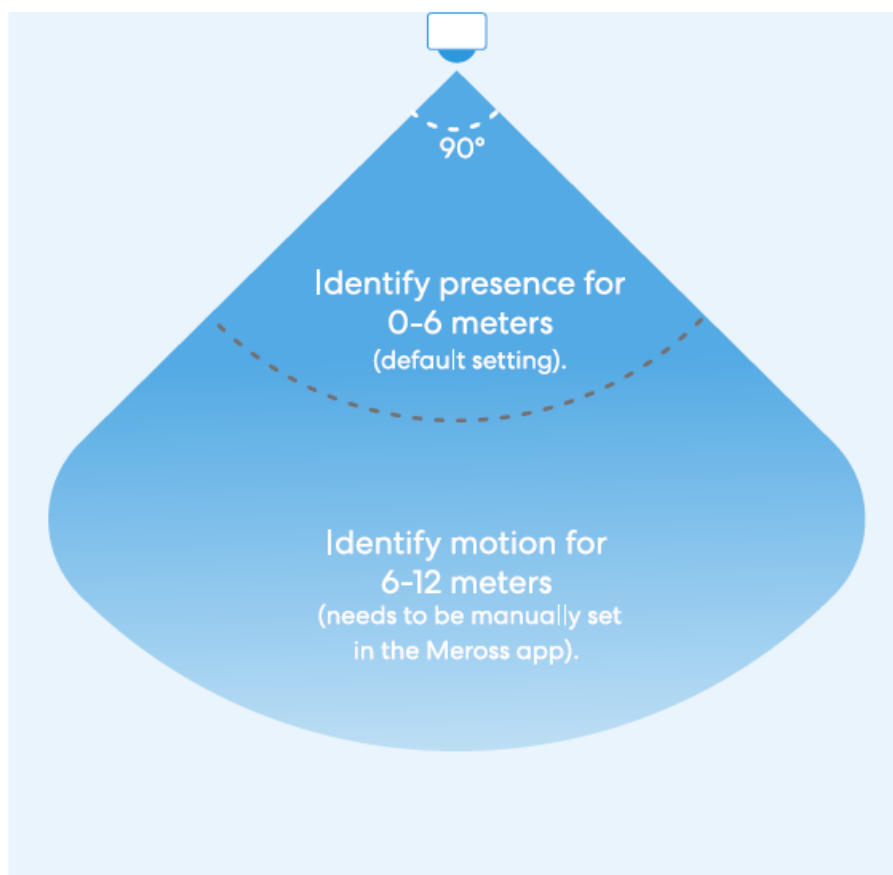 90°
Identify presence for
0-6 meters
(default setting).
Identify motion for
6-12 meters
(needs to be manually set
in the Meross app).